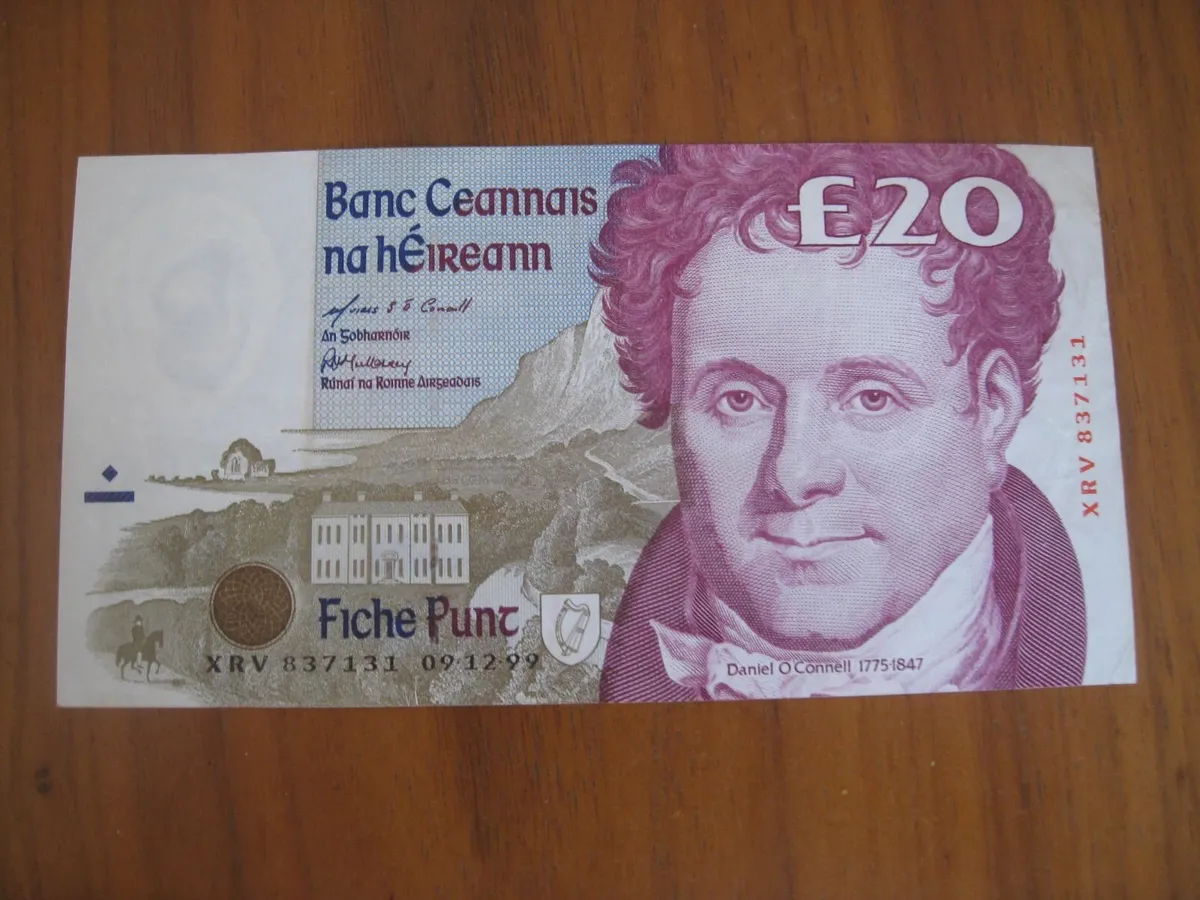 Banc Ceannais
na hÉireann
£20
An Gobharnóir
Rúnaí na Roinne Airgeadais
XRV 837131
Fiche Punt
XRV 837131 09·12·99
Daniel O'Connell 1775-1847